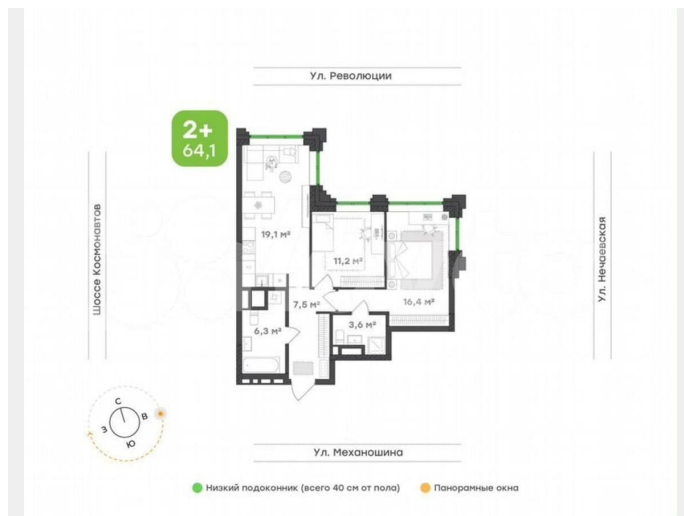 Ул. Революции
2+
64,1
Шоссе Космонавтов
Ул. Нечаевская
19,1 м²
11,2 м²
16,4 м²
7,5 м²
3,6 м²
6,3 м²
С
В
З
Ю
Ул. Механошина
Низкий подоконник (всего 40 см от пола)
Панорамные окна